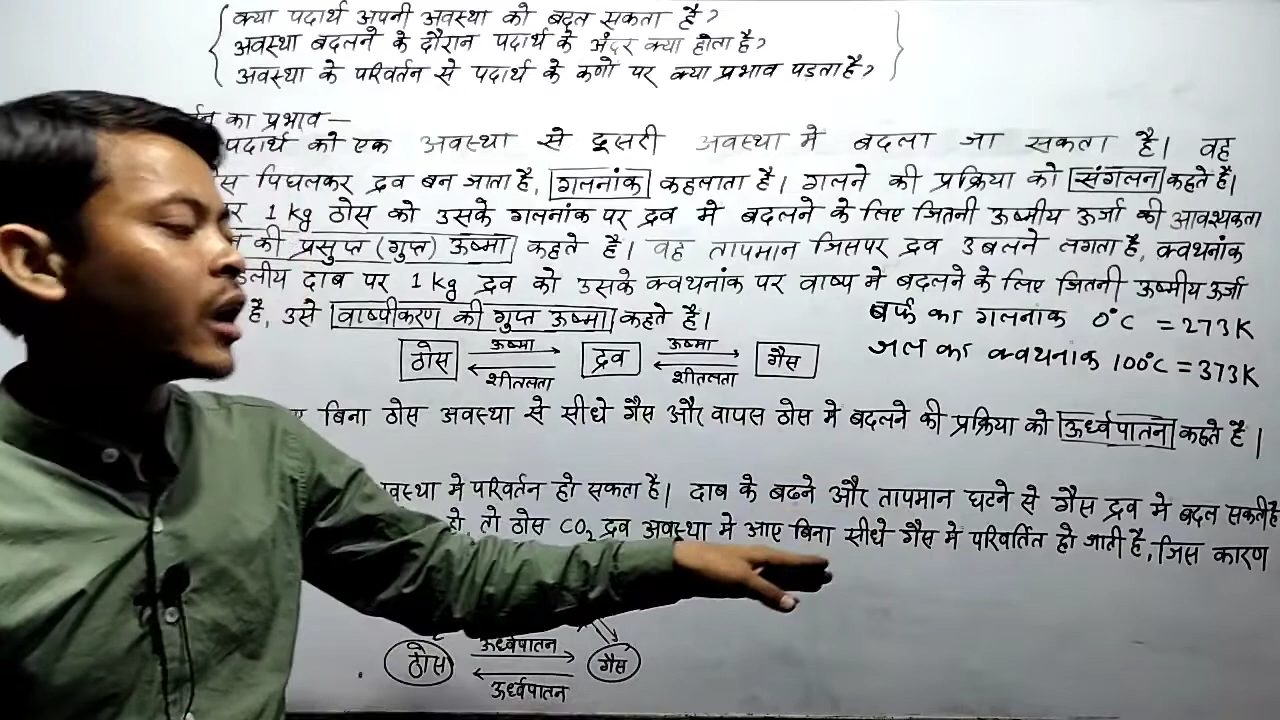 क्या पदार्थ अपनी अवस्था को बदल सकता है?
अवस्था बदलने के दौरान पदार्थ के अंदर क्या होता है?
अवस्था के परिवर्तन से पदार्थ के कणो पर क्या प्रभाव पडता है?
का प्रभाव —
पदार्थ को एक अवस्था से दुसरी अवस्था मे बदला जा सकता है। वह
पिघलकर द्रव बन जाता है, गलनांक कहलाता है। गलने की प्रक्रिया को संगलन कहते है।
1 kg ठोस को उसके गलनांक पर द्रव मे बदलने के लिए जितनी ऊष्मीय ऊर्जा की आवश्यकता
की प्रसुप्त (गुप्त) ऊष्मा कहते है। वह तापमान जिसपर द्रव उबलने लगता है, क्वथनांक
दाब पर 1 kg द्रव को उसके क्वथनांक पर वाष्प मे बदलने के लिए जितनी ऊष्मीय ऊर्जा
है, उसे वाष्पीकरण की गुप्त ऊष्मा कहते है।
बर्फ का गलनांक 0°C = 273K
जल का क्वथनांक 100°C = 373K
ठोस ऊष्मा शीतलता द्रव ऊष्मा शीतलता गैस
बिना ठोस अवस्था से सीधे गैस और वापस ठोस मे बदलने की प्रक्रिया को ऊर्ध्वपातन कहते है।
मे परिवर्तन हो सकता है। दाब के बढने और तापमान घटने से गैस द्रव मे बदल सकती है
हो, तो ठोस CO₂ द्रव अवस्था मे आए बिना सीधे गैस मे परिवर्तित हो जाती है, जिस कारण
ठोस ऊर्ध्वपातन ऊर्ध्वपातन गैस